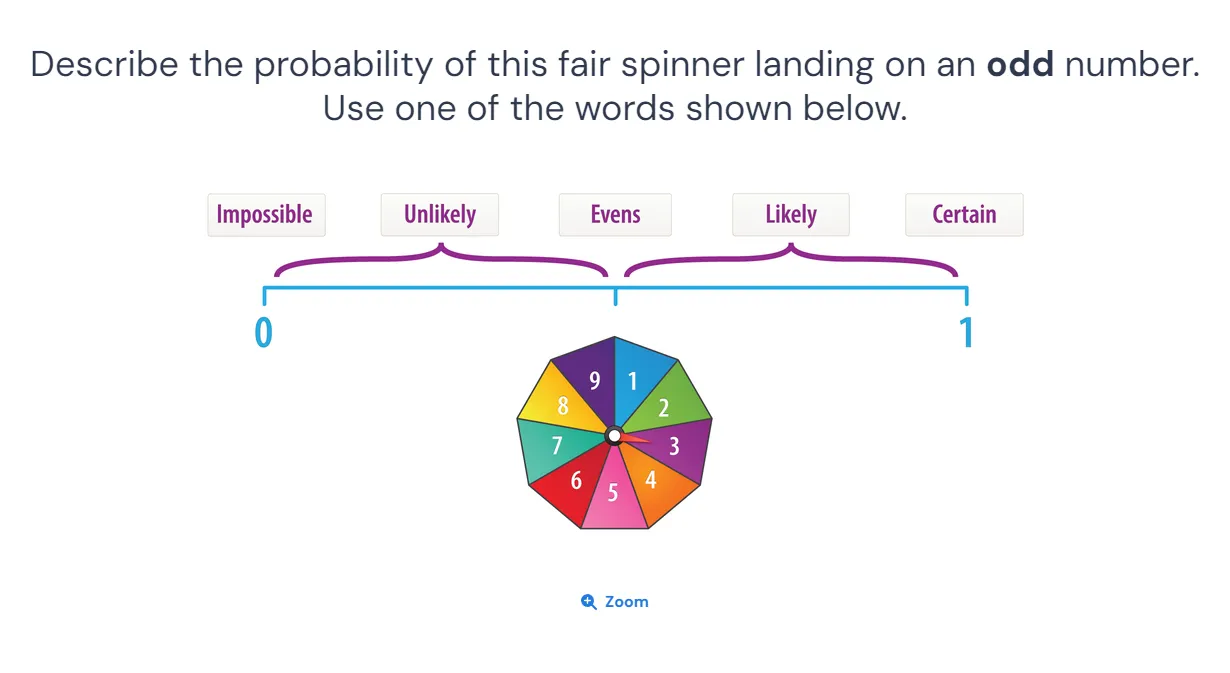 Describe the probability of this fair spinner landing on an odd number.
Use one of the words shown below.
Impossible Unlikely Evens Likely Certain
0 1
9 1
8 2
7 3
6 5 4
Zoom